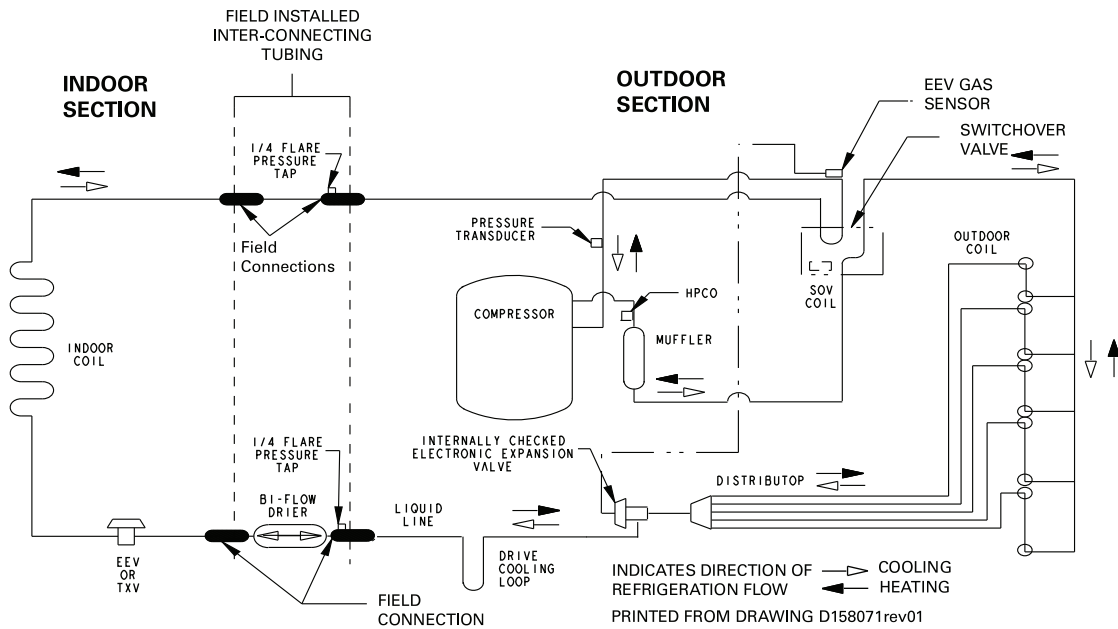 FIELD INSTALLED
INTER-CONNECTING
TUBING
INDOOR
SECTION
OUTDOOR
SECTION
EEV GAS
SENSOR
SWITCHOVER
VALVE
1/4 FLARE
PRESSURE
TAP
Field
Connections
PRESSURE
TRANSDUCER
OUTDOOR
COIL
SOV
COIL
HPCO
COMPRESSOR
MUFFLER
INDOOR
COIL
1/4 FLARE
PRESSURE
TAP
INTERNALLY CHECKED
ELECTRONIC EXPANSION
VALVE
DISTRIBUTOP
BI-FLOW
DRIER
LIQUID
LINE
EEV
OR
TXV
DRIVE
COOLING
LOOP
FIELD
CONNECTION
INDICATES DIRECTION OF
REFRIGERATION FLOW
COOLING
HEATING
PRINTED FROM DRAWING D158071rev01